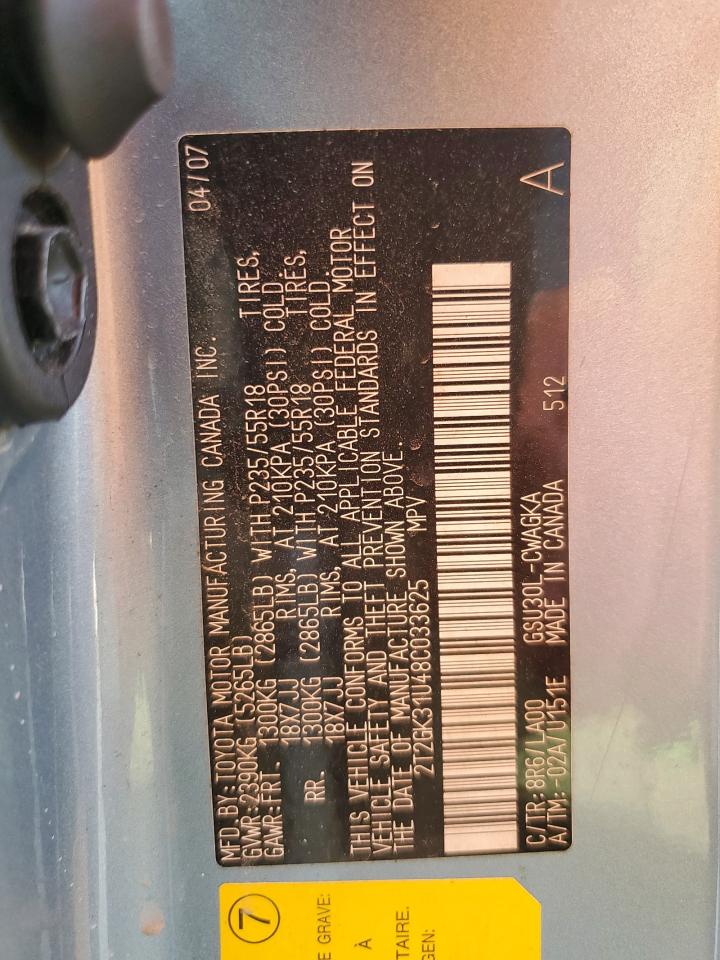 MFD BY:TOYOTA MOTOR MANUFACTURING CANADA INC. 04/07
GVWR:2390KG(5265LB)
GAWR:FRT. 1300KG (2865LB) WITH P235/55R18 TIRES,
18X7JJ RIMS, AT 210KPA (30PSI) COLD
RR. 1300KG (2865LB) WITH P235/55R18 TIRES,
18X7JJ RIMS, AT 210KPA (30PSI) COLD
THIS VEHICLE CONFORMS TO ALL APPLICABLE FEDERAL MOTOR
VEHICLE SAFETY AND THEFT PREVENTION STANDARDS IN EFFECT ON
THE DATE OF MANUFACTURE SHOWN ABOVE.
2T2GK31U48C033625 MPV
C/TR:8R6/LA00 GSU30L-CWAGKA A
A/TM:-02A/U151E MADE IN CANADA 512
7
E GRAVE:
À
TAIRE.
GEN: